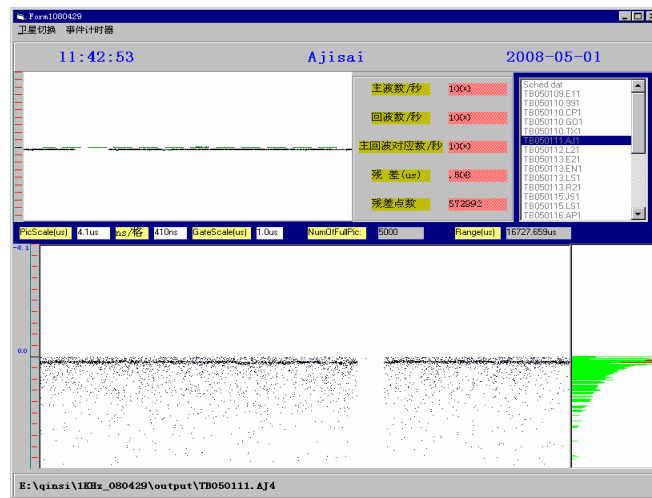 Form1080429
卫星切换 事件计时器
11:42:53 Ajisai 2008-05-01
主波数/秒 1000
回波数/秒 1000
主回波对应数/秒 1000
残 差(us) .508
残差点数 572992
Sched.dat
TB050109.E11
TB050110.991
TB050110.CP1
TB050110.GO1
TB050110.TX1
TB050111.AJ1
TB050112.L21
TB050113.E21
TB050113.EN1
TB050113.LS1
TB050113.R21
TB050115.JS1
TB050115.LS1
TB050116.AP1
PicScale(us) 4.1us ns/格 410ns GateScale(us) 1.0us NumOfFullPic: 5000 Range(us) 16727.659us
-4.1
0.0
E:\qinsi\1KHz_080429\output\TB050111.AJ4